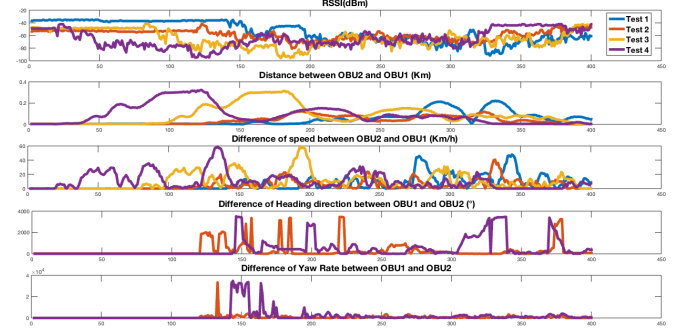 RSSI(dBm)
-20
-40
-60
-80
-100
0 50 100 150 200 250 300 350 400 450
Test 1
Test 2
Test 3
Test 4
Distance between OBU2 and OBU1 (Km)
0.4
0.2
0
0 50 100 150 200 250 300 350 400 450
Difference of speed between OBU2 and OBU1 (Km/h)
60
40
20
0
0 50 100 150 200 250 300 350 400 450
Difference of Heading direction between OBU1 and OBU2 (°)
4000
2000
0
0 50 100 150 200 250 300 350 400 450
Difference of Yaw Rate between OBU1 and OBU2
×10⁴
4
2
0
0 50 100 150 200 250 300 350 400 450